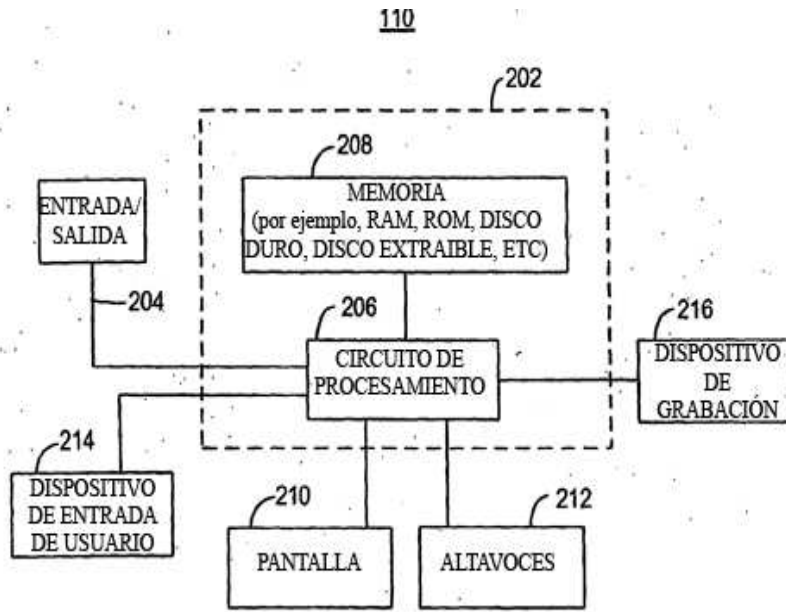 110
202
208
MEMORIA
(por ejemplo, RAM, ROM, DISCO
DURO, DISCO EXTRAIBLE, ETC)
ENTRADA/
SALIDA
204
206
CIRCUITO DE
PROCESAMIENTO
216
DISPOSITIVO
DE
GRABACIÓN
214
DISPOSITIVO
DE ENTRADA
DE USUARIO
210
PANTALLA
212
ALTAVOCES